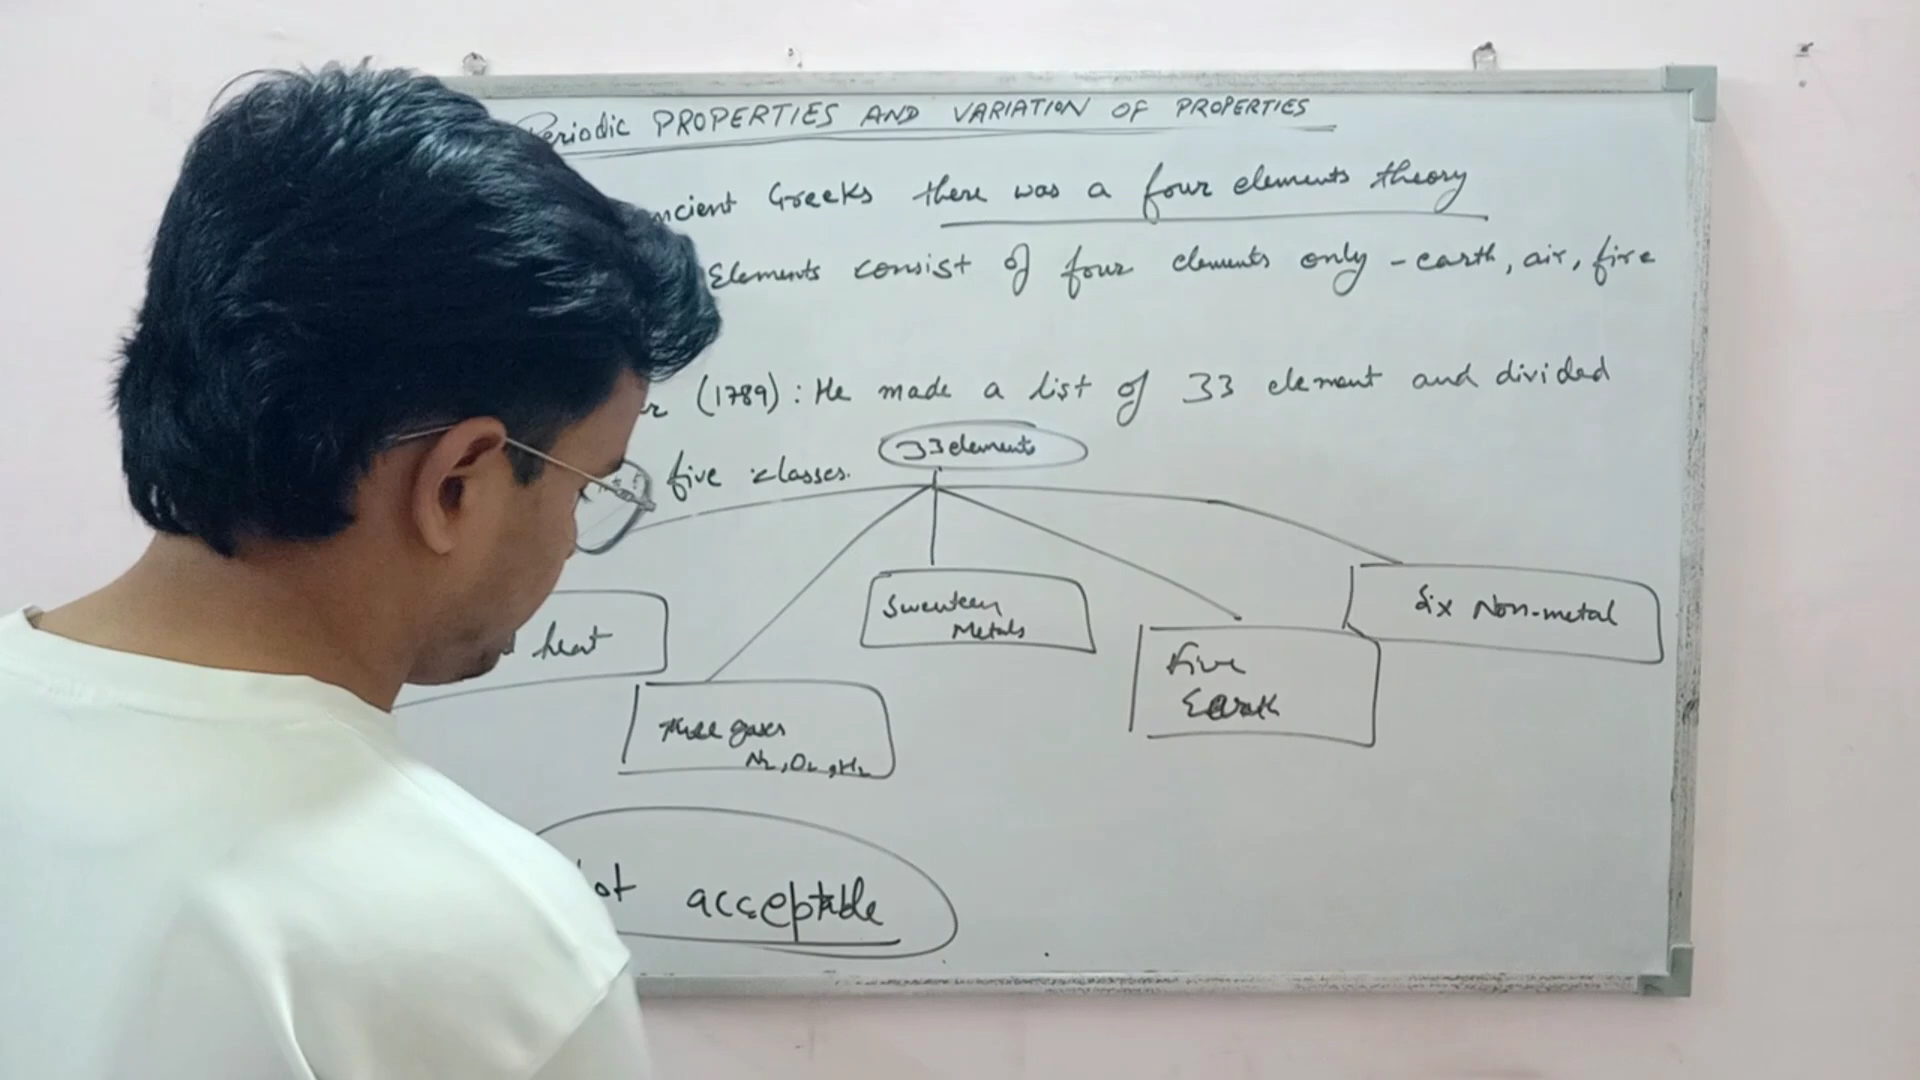 Periodic PROPERTIES AND VARIATION OF PROPERTIES
ncient Greeks there was a four elements theory
Elements consist of four elements only - earth, air, fire
r (1789) : He made a list of 33 element and divided
five classes.
33 elements
heat
Three gases
N₂, O₂, H₂
Seventeen
Metals
Five
Earth
Six Non-metal
ot acceptable